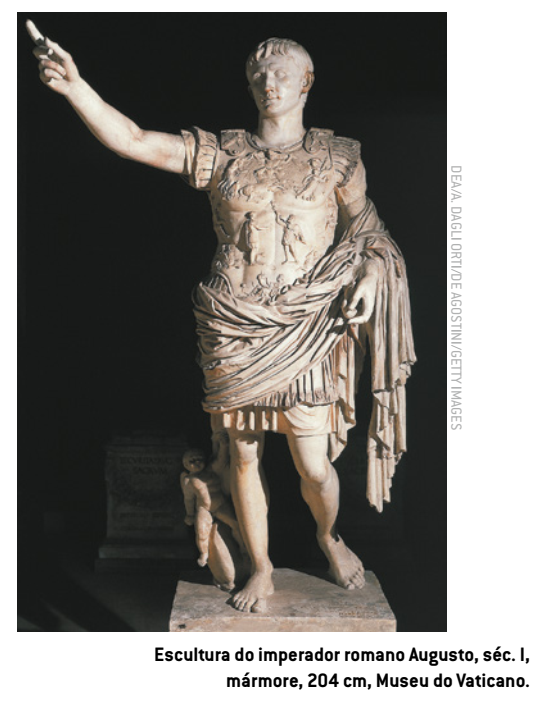 DEA/A. DAGLI ORTI/DE AGOSTINI/GETTY IMAGES
Escultura do imperador romano Augusto, séc. I,
mármore, 204 cm, Museu do Vaticano.